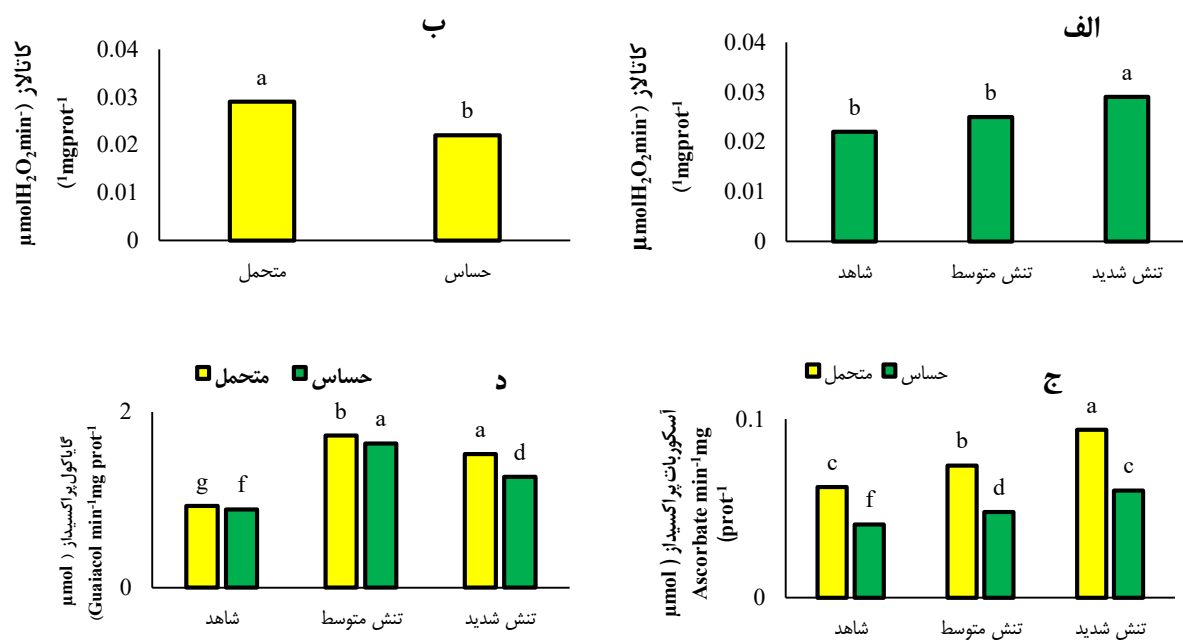 الف
کاتالاز (μmolH₂O₂min⁻
¹mgprot⁻¹)
0.04
0.03
0.02
0.01
0
b
b
a
شاهد
تنش متوسط
تنش شدید
ب
کاتالاز (μmolH₂O₂min⁻
¹mgprot⁻¹)
0.04
0.03
0.02
0.01
0
a
b
متحمل
حساس
ج
متحمل
حساس
آسکوربات پراکسیداز (μmol
Ascorbate min⁻¹mg
prot⁻¹)
0.1
0
c
f
b
d
a
c
شاهد
تنش متوسط
تنش شدید
د
متحمل
حساس
گایاکول پراکسیداز (μmol
Guaiacol min⁻¹mg prot⁻¹)
2
0
g
f
b
a
a
d
شاهد
تنش متوسط
تنش شدید